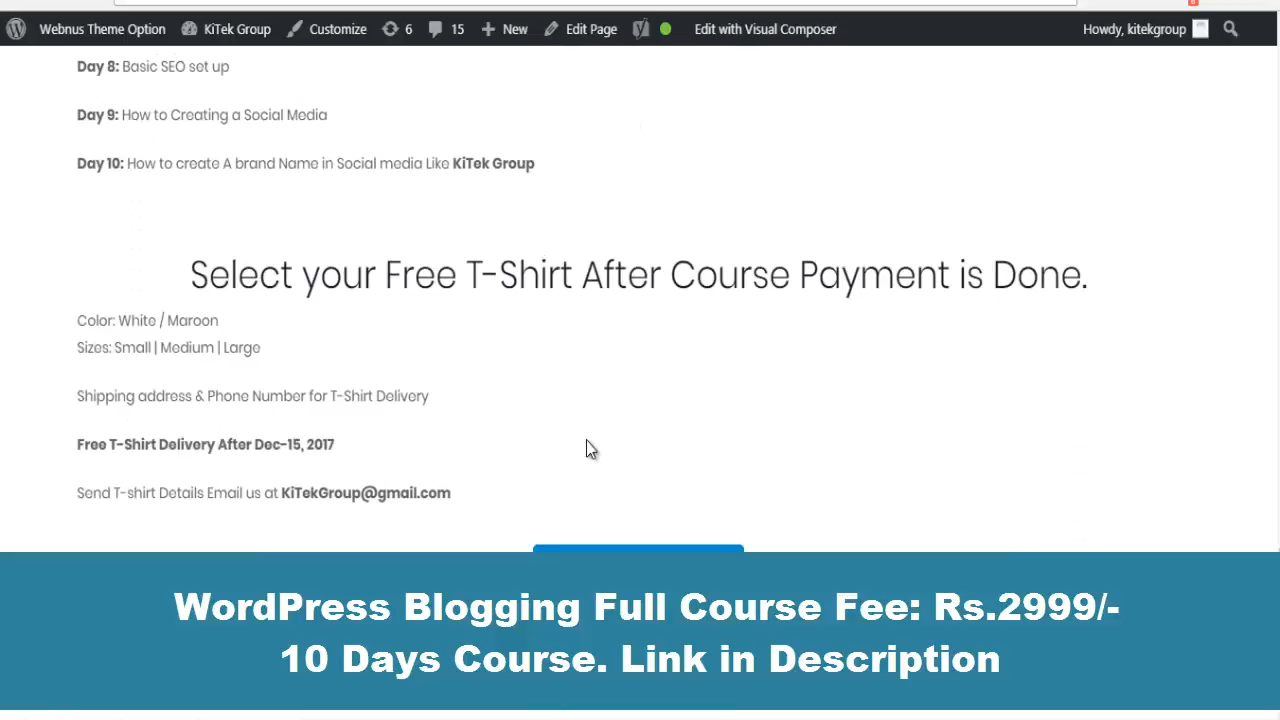 Webnus Theme Option KiTek Group Customize 6 15 New Edit Page Edit with Visual Composer Howdy, kitekgroup
Day 8: Basic SEO set up
Day 9: How to Creating a Social Media
Day 10: How to create A brand Name in Social media Like KiTek Group
Select your Free T-Shirt After Course Payment is Done.
Color: White / Maroon
Sizes: Small | Medium | Large
Shipping address & Phone Number for T-Shirt Delivery
Free T-Shirt Delivery After Dec-15, 2017
Send T-shirt Details Email us at KiTekGroup@gmail.com
WordPress Blogging Full Course Fee: Rs.2999/-
10 Days Course. Link in Description